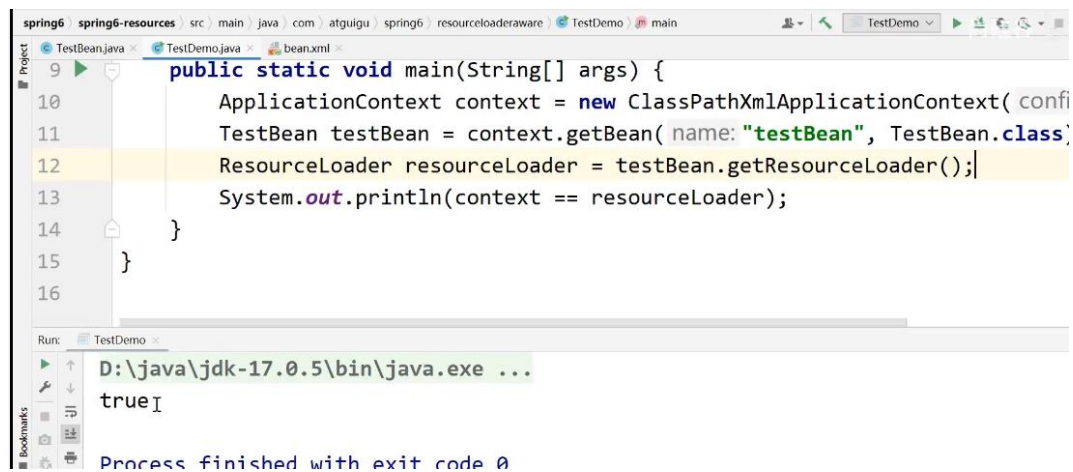 spring6 spring6-resources src main java com atguigu spring6 resourceloaderaware TestDemo main TestDemo
Project
TestBean.java TestDemo.java bean.xml
9 public static void main(String[] args) {
10 ApplicationContext context = new ClassPathXmlApplicationContext( confi
11 TestBean testBean = context.getBean( name: "testBean", TestBean.class)
12 ResourceLoader resourceLoader = testBean.getResourceLoader();
13 System.out.println(context == resourceLoader);
14 }
15 }
16
Run: TestDemo
D:\java\jdk-17.0.5\bin\java.exe ...
true
Bookmarks
Process finished with exit code 0